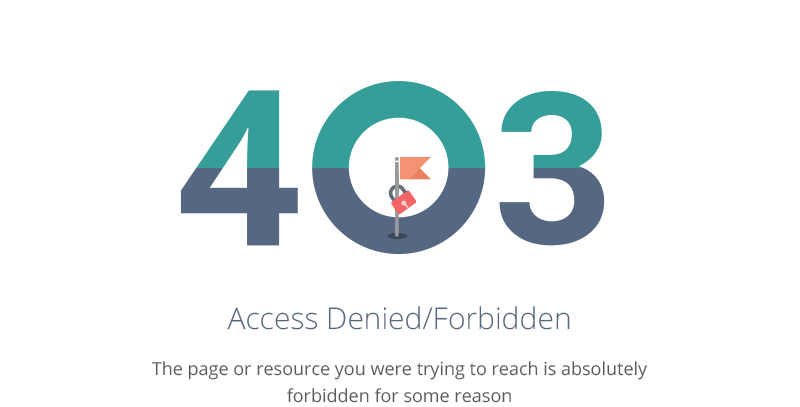 403
Access Denied/Forbidden
The page or resource you were trying to reach is absolutely
forbidden for some reason